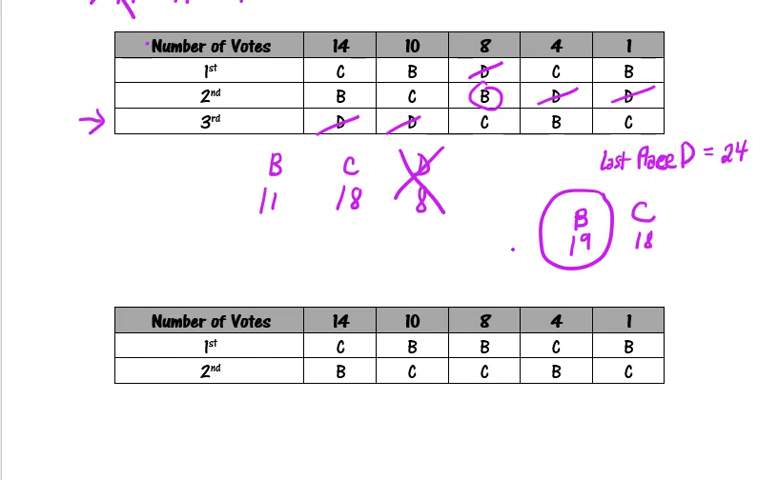 Number of Votes 14 10 8 4 1
1st C B D C B
2nd B C B D D
→ 3rd D D C B C
B C D
11 18 8
Last Place D = 24
B C
19 18
Number of Votes 14 10 8 4 1
1st C B B C B
2nd B C C B C